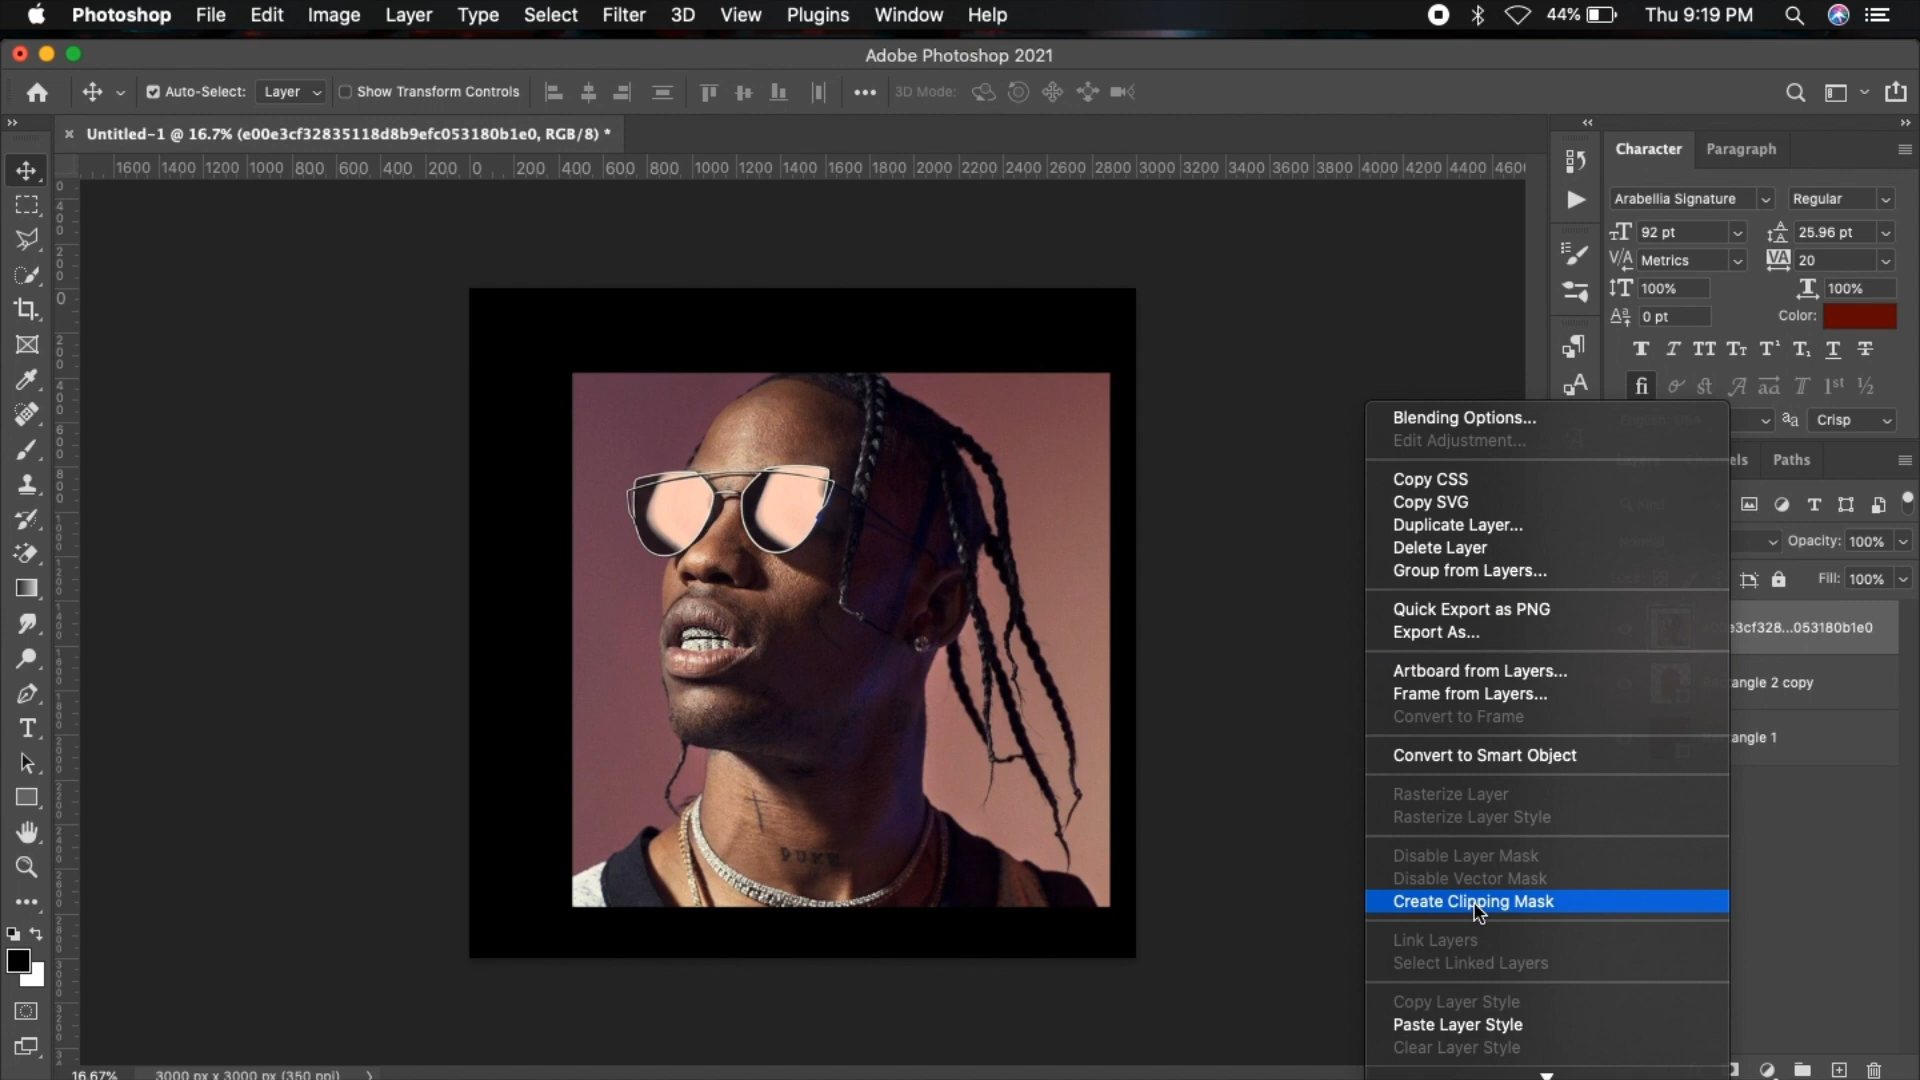 Photoshop File Edit Image Layer Type Select Filter 3D View Plugins Window Help 44% Thu 9:19 PM
Adobe Photoshop 2021
Auto-Select: Layer Show Transform Controls 3D Mode:
Untitled-1 @ 16.7% (e00e3cf32835118d8b9efc053180b1e0, RGB/8) *
1600 1400 1200 1000 800 600 400 200 0 200 400 600 800 1000 1200 1400 1600 1800 2000 2200 2400 2600 2800 3000 3200 3400 3600 3800 4000 4200 4400
Character Paragraph
Arabellia Signature Regular
92 pt 25.96 pt
Metrics 20
100% 100%
0 pt Color:
Crisp
Paths
Opacity: 100%
Fill: 100%
3cf328...053180b1e0
angle 2 copy
angle 1
Blending Options...
Edit Adjustment...
Copy CSS
Copy SVG
Duplicate Layer...
Delete Layer
Group from Layers...
Quick Export as PNG
Export As...
Artboard from Layers...
Frame from Layers...
Convert to Frame
Convert to Smart Object
Rasterize Layer
Rasterize Layer Style
Disable Layer Mask
Disable Vector Mask
Create Clipping Mask
Link Layers
Select Linked Layers
Copy Layer Style
Paste Layer Style
Clear Layer Style
16.67% 3000 px x 3000 px (350 ppi)